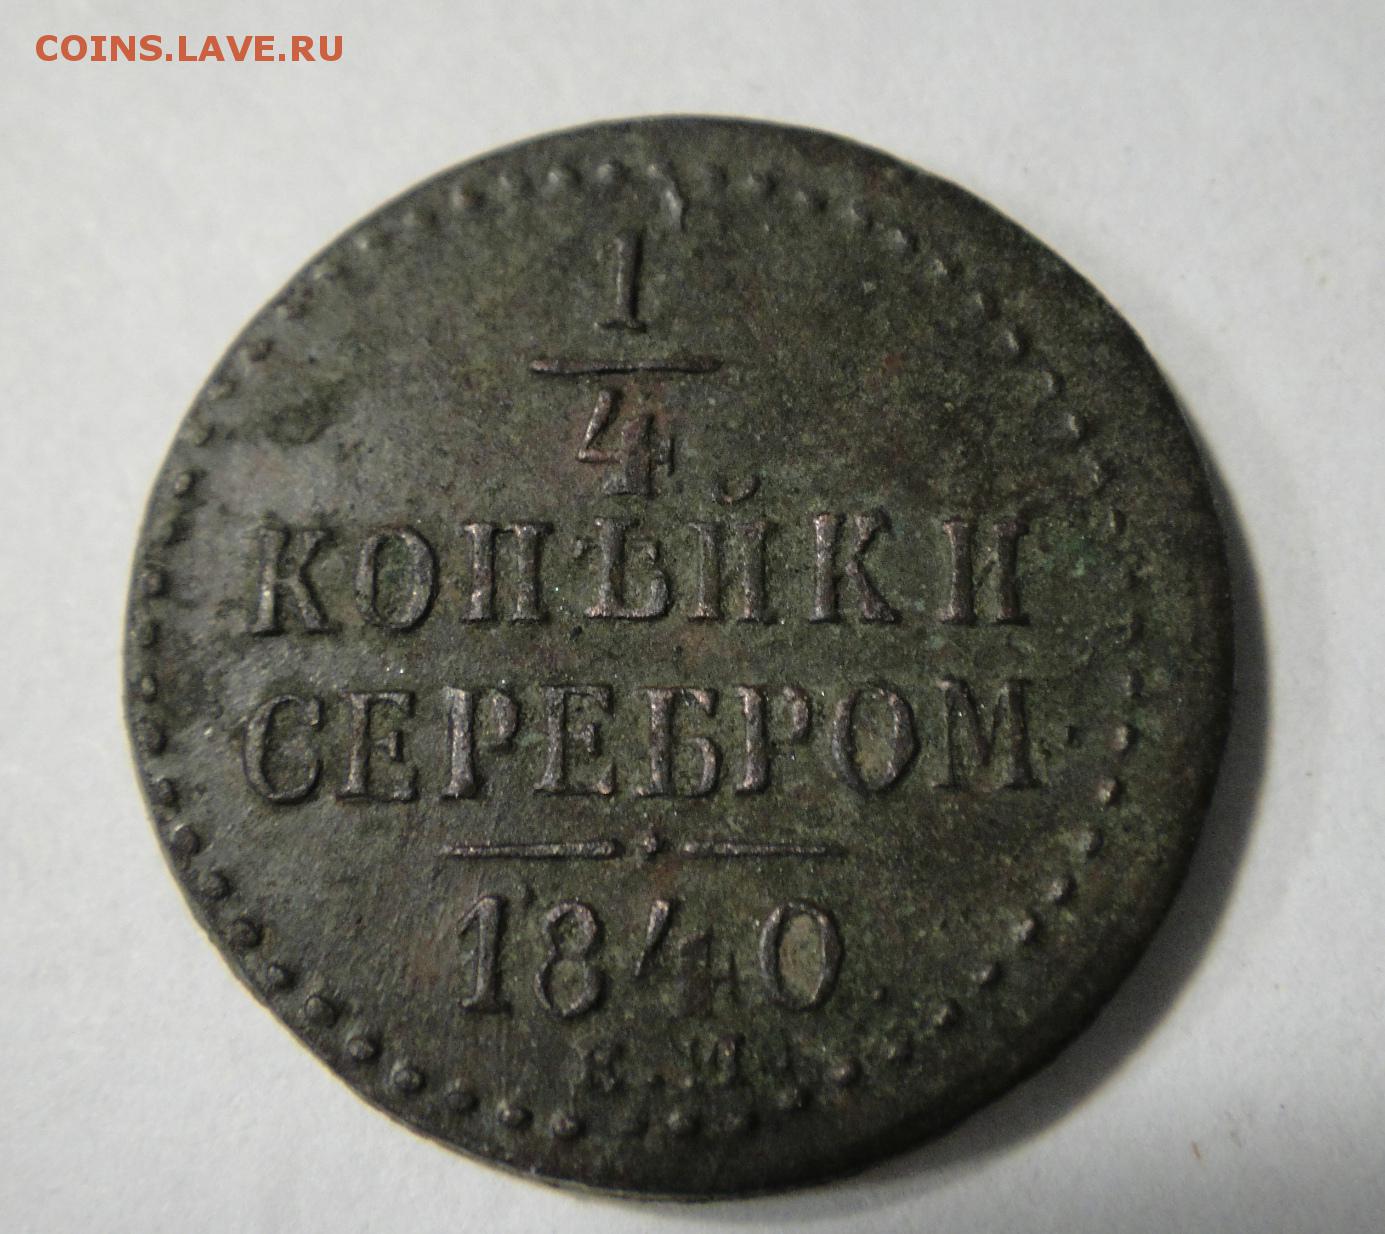 COINS.LAVE.RU
1
4
КОПѢЙКИ
СЕРЕБРОМ·
1840
Е.М.